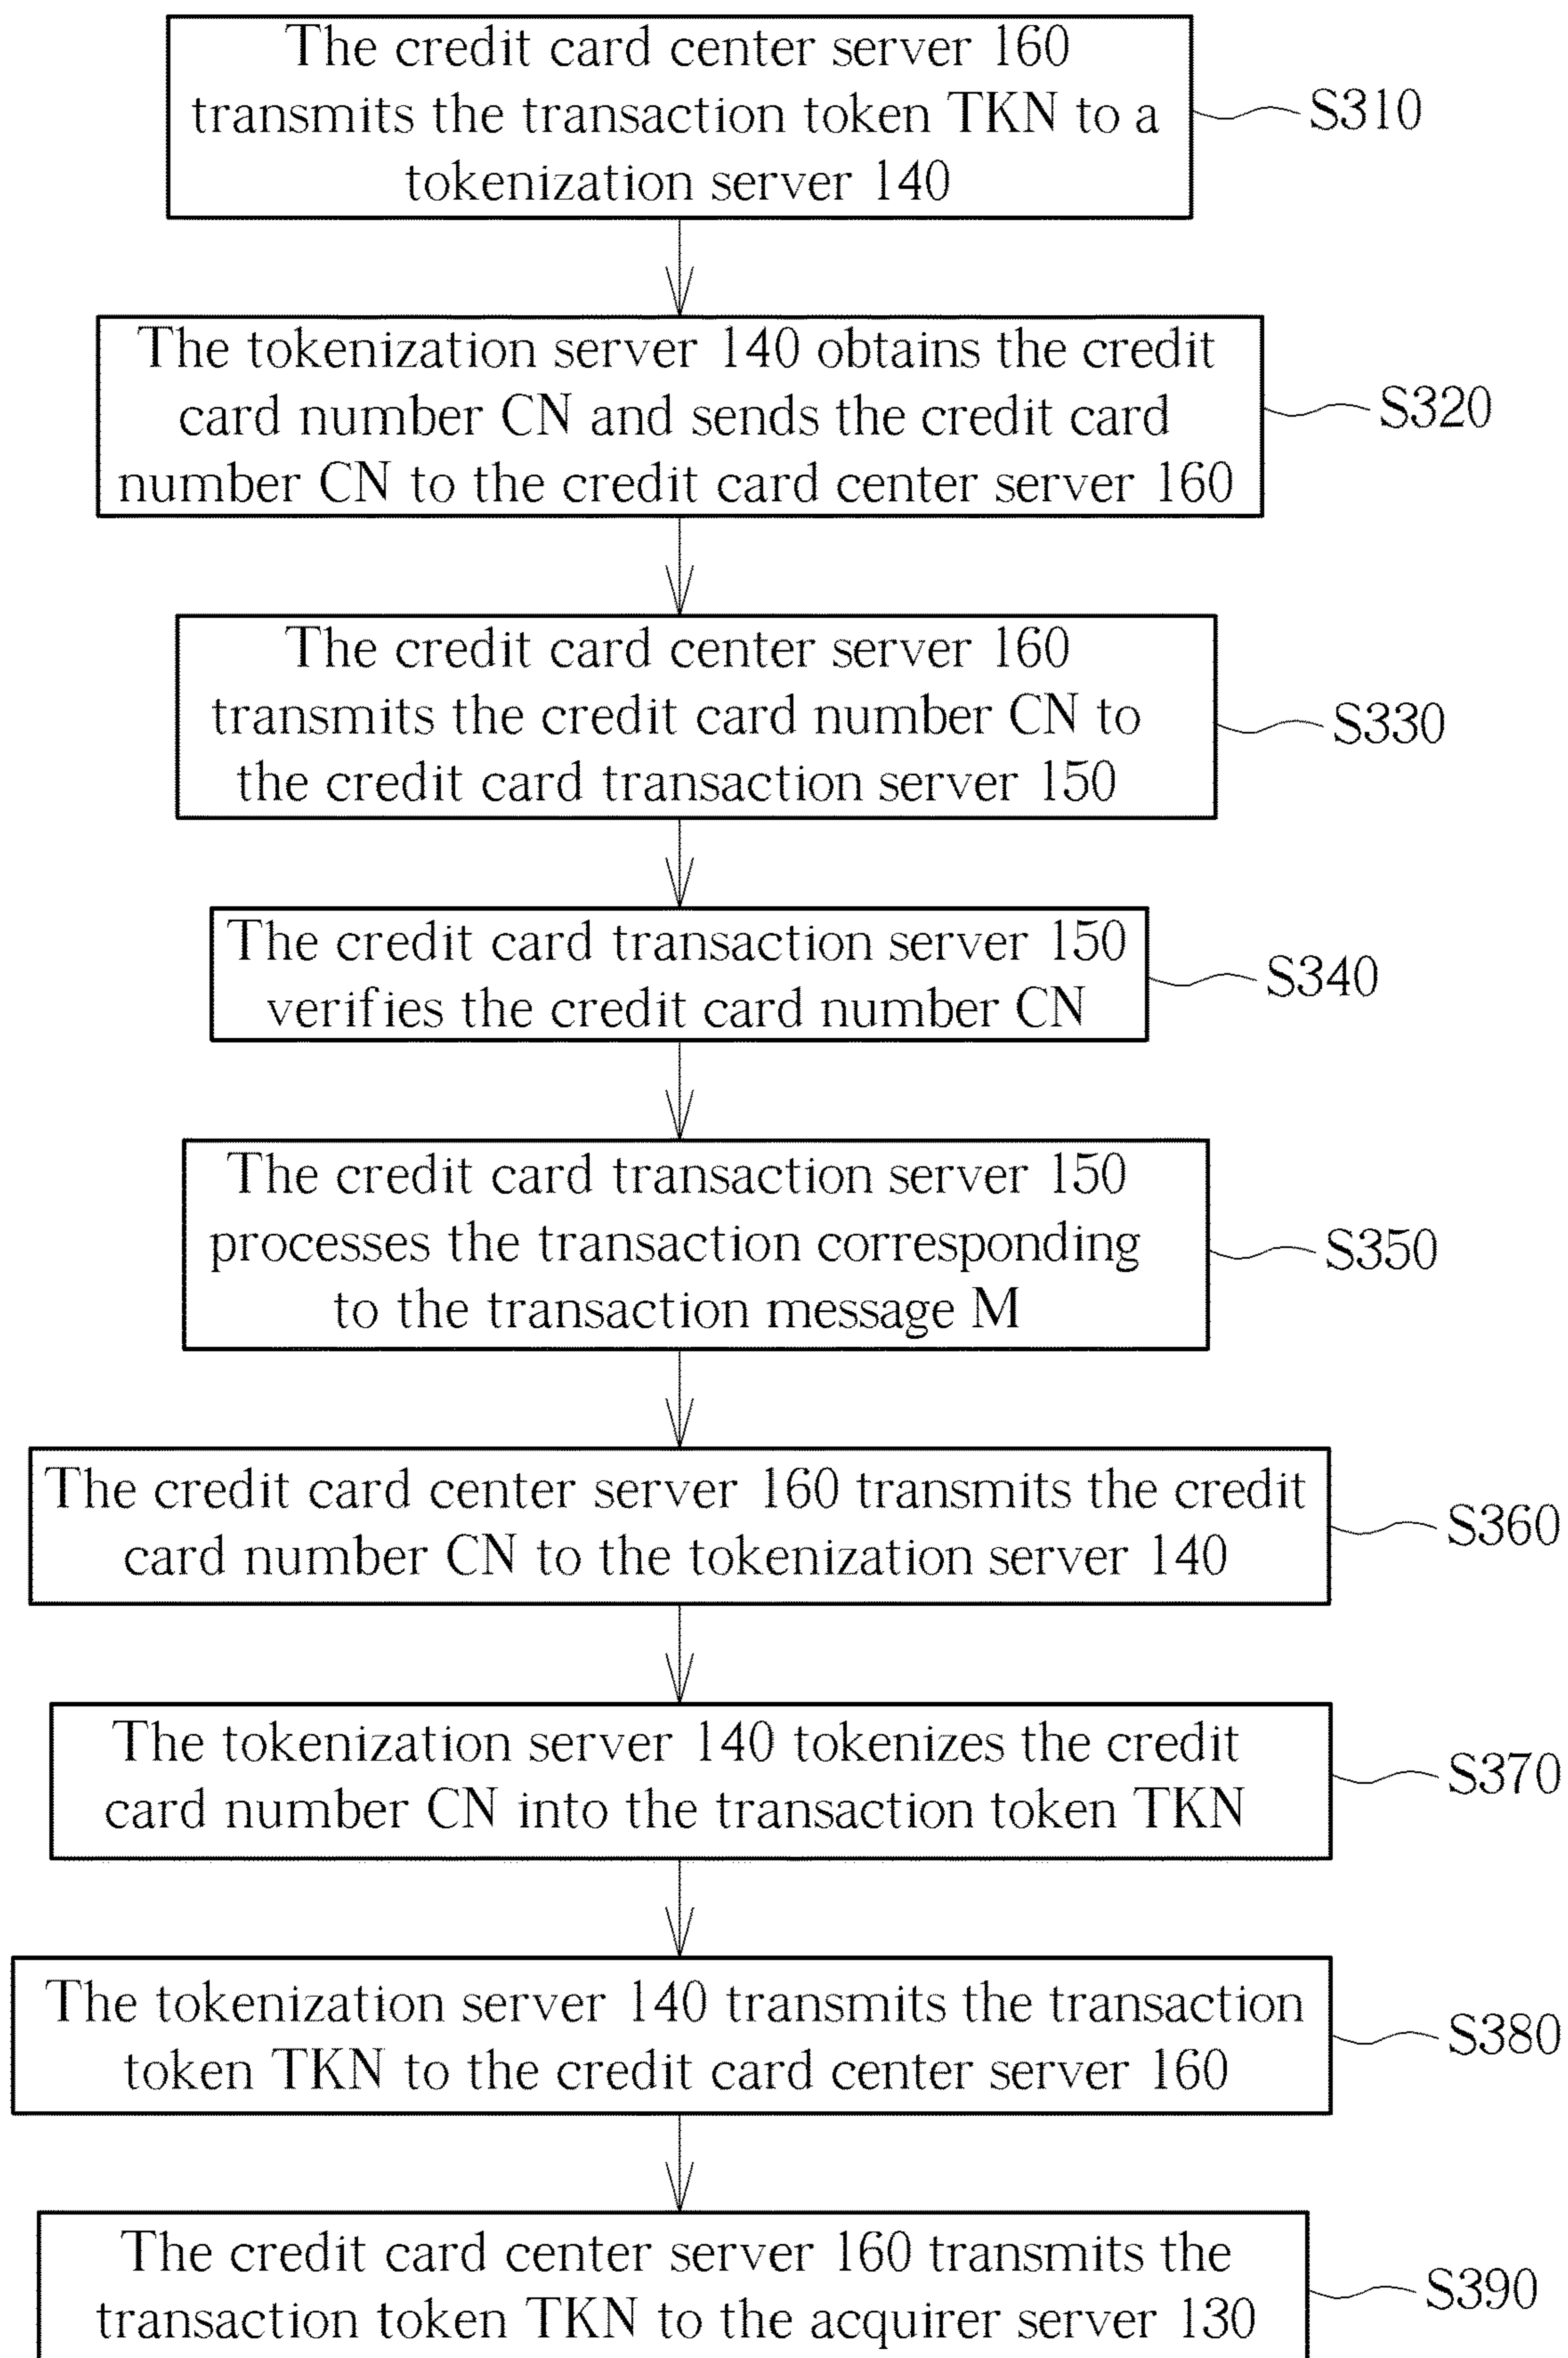 The credit card center server 160
transmits the transaction token TKN to a
tokenization server 140
S310
The tokenization server 140 obtains the credit
card number CN and sends the credit card
number CN to the credit card center server 160
S320
The credit card center server 160
transmits the credit card number CN to
the credit card transaction server 150
S330
The credit card transaction server 150
verifies the credit card number CN
S340
The credit card transaction server 150
processes the transaction corresponding
to the transaction message M
S350
The credit card center server 160 transmits the credit
card number CN to the tokenization server 140
S360
The tokenization server 140 tokenizes the credit
card number CN into the transaction token TKN
S370
The tokenization server 140 transmits the transaction
token TKN to the credit card center server 160
S380
The credit card center server 160 transmits the
transaction token TKN to the acquirer server 130
S390